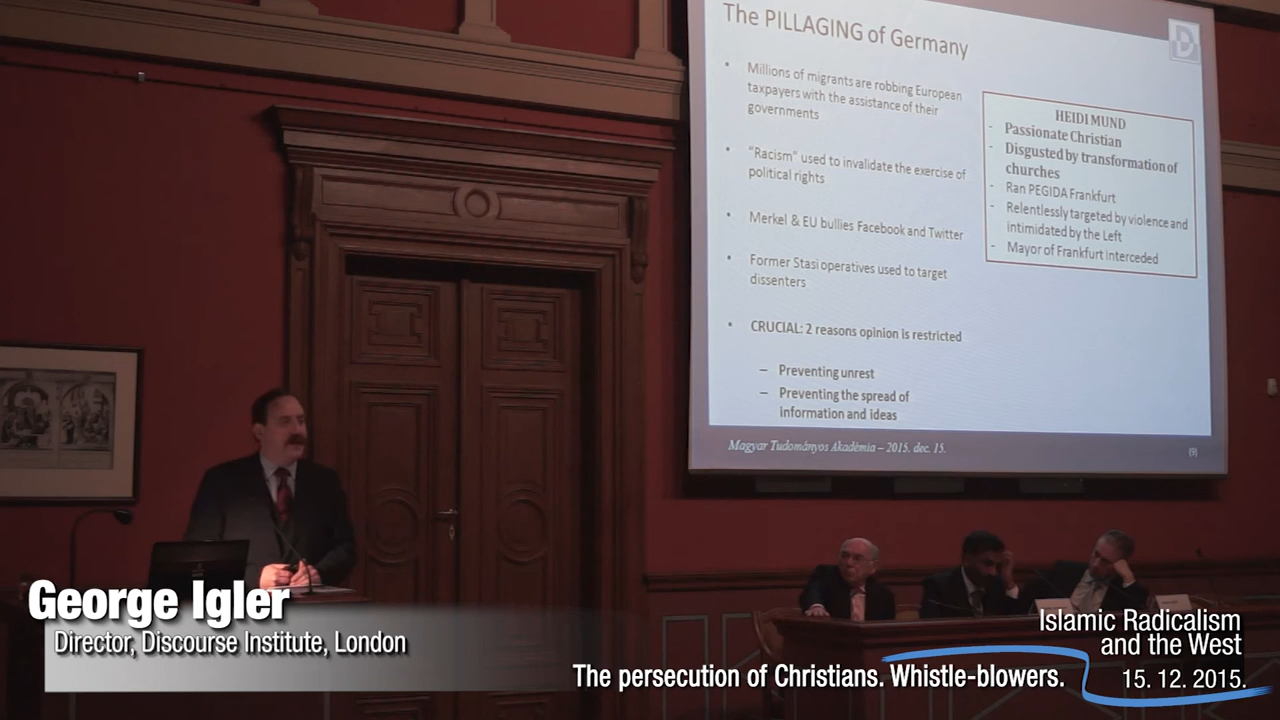 The PILLAGING of Germany
D
• Millions of migrants are robbing European
taxpayers with the assistance of their
governments
• "Racism" used to invalidate the exercise of
political rights
• Merkel & EU bullies Facebook and Twitter
• Former Stasi operatives used to target
dissenters
• CRUCIAL: 2 reasons opinion is restricted
– Preventing unrest
– Preventing the spread of
information and ideas
HEIDI MUND
- Passionate Christian
- Disgusted by transformation of
churches
- Ran PEGIDA Frankfurt
- Relentlessly targeted by violence and
intimidated by the Left
- Mayor of Frankfurt interceded
Magyar Tudományos Akadémia – 2015. dec. 15.
(9)
George Igler
Director, Discourse Institute, London
Islamic Radicalism
and the West
The persecution of Christians. Whistle-blowers.
15. 12. 2015.